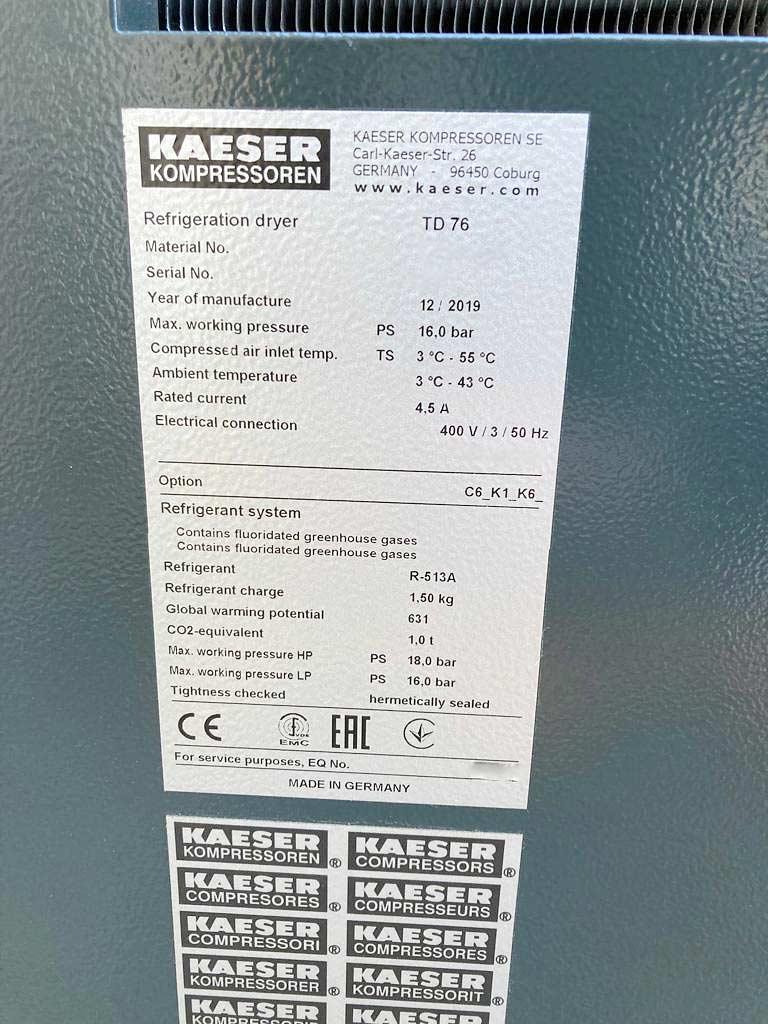 KAESER
KOMPRESSOREN
KAESER KOMPRESSOREN SE
Carl-Kaeser-Str. 26
GERMANY - 96450 Coburg
www.kaeser.com
Refrigeration dryer TD 76
Material No.
Serial No.
Year of manufacture 12 / 2019
Max. working pressure PS 16,0 bar
Compressed air inlet temp. TS 3 °C - 55 °C
Ambient temperature 3 °C - 43 °C
Rated current 4,5 A
Electrical connection 400 V / 3 / 50 Hz
Option C6_K1_K6_
Refrigerant system
Contains fluoridated greenhouse gases
Contains fluoridated greenhouse gases
Refrigerant R-513A
Refrigerant charge 1,50 kg
Global warming potential 631
CO2-equivalent 1,0 t
Max. working pressure HP PS 18,0 bar
Max. working pressure LP PS 16,0 bar
Tightness checked hermetically sealed
CE VDE EAC
EMC
For service purposes, EQ No.
MADE IN GERMANY
KAESER KAESER
KOMPRESSOREN ® COMPRESSORS ®
KAESER KAESER
COMPRESORES ® COMPRESSEURS ®
KAESER KAESER
COMPRESSORI ® COMPRESSORES ®
KAESER KAESER
KOMPRESSORER ® KOMPRESSORIT ®
KAESER KAESER